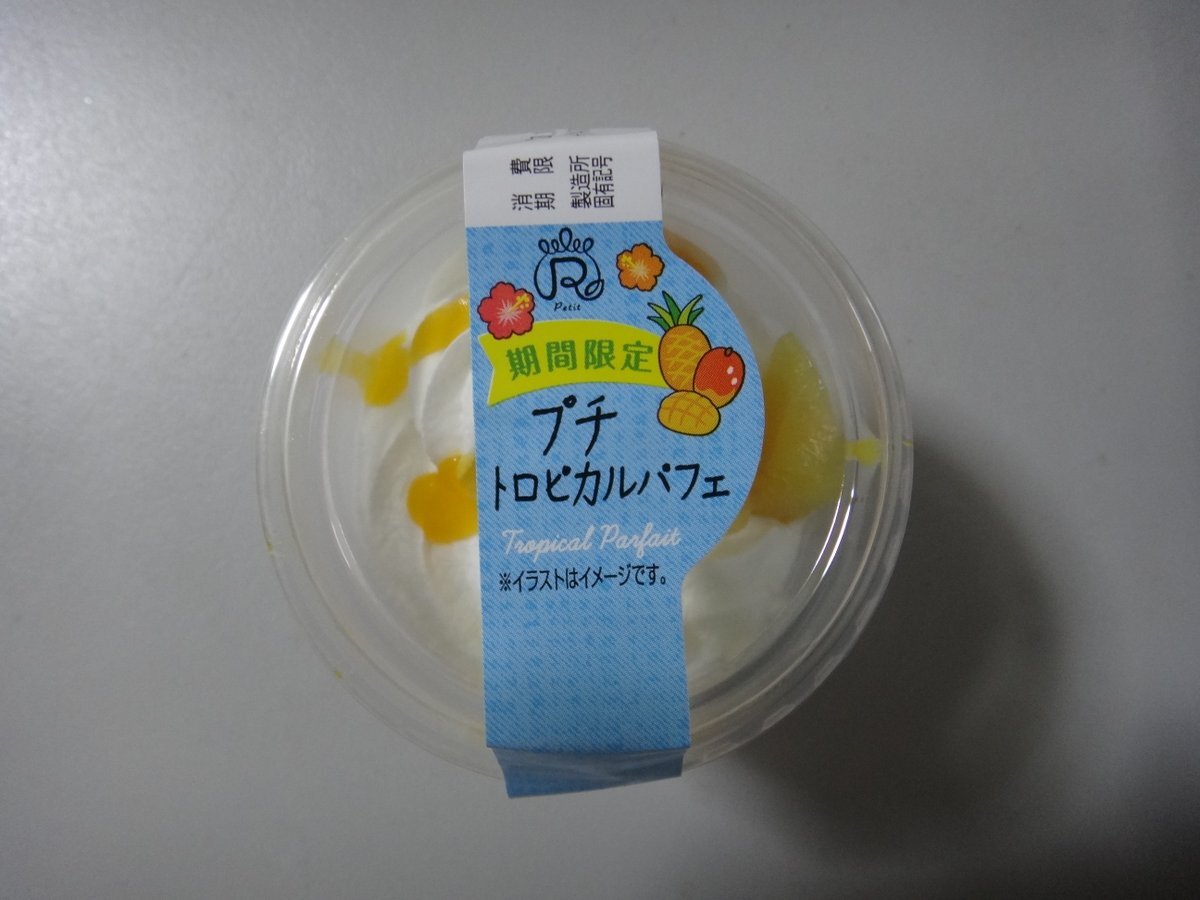 消費
期限
製造所
固有記号
R
Petit
期間限定
プチ
トロピカルパフェ
Tropical Parfait
※イラストはイメージです。